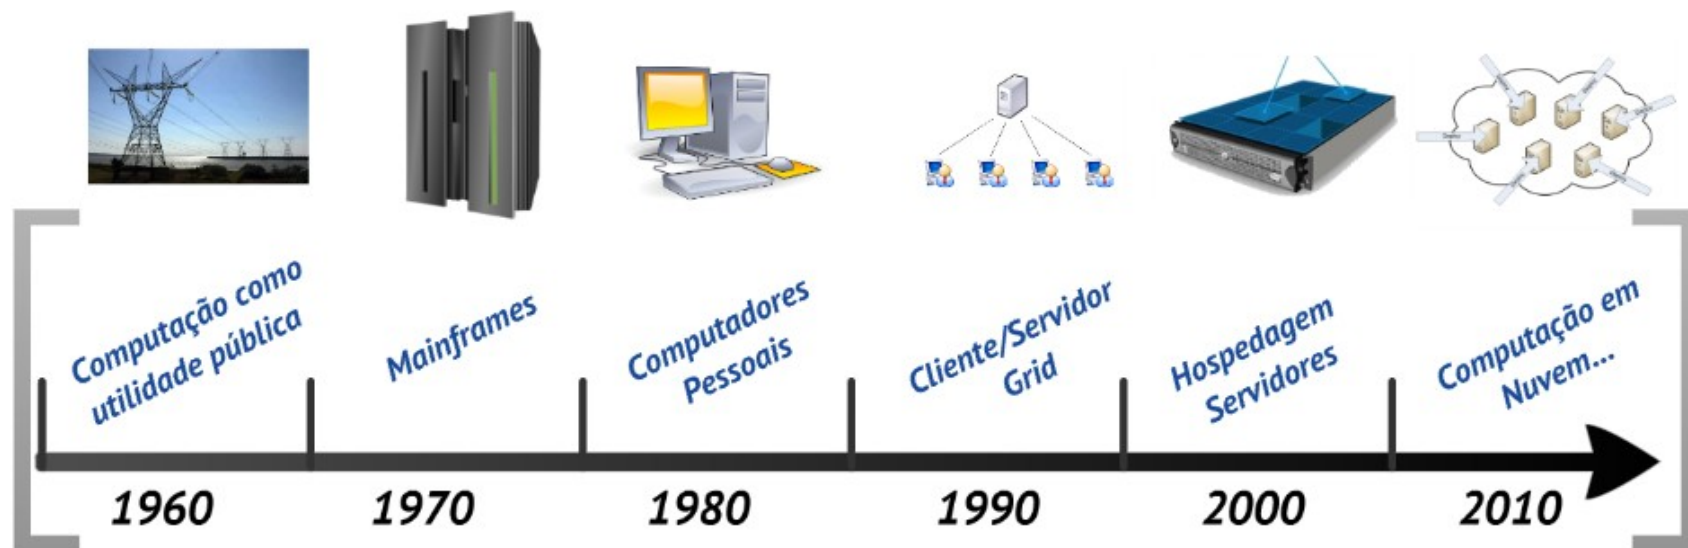 Computação como
utilidade pública
Mainframes
Computadores
Pessoais
Cliente/Servidor
Grid
Hospedagem
Servidores
Computação em
Nuvem...
1960
1970
1980
1990
2000
2010